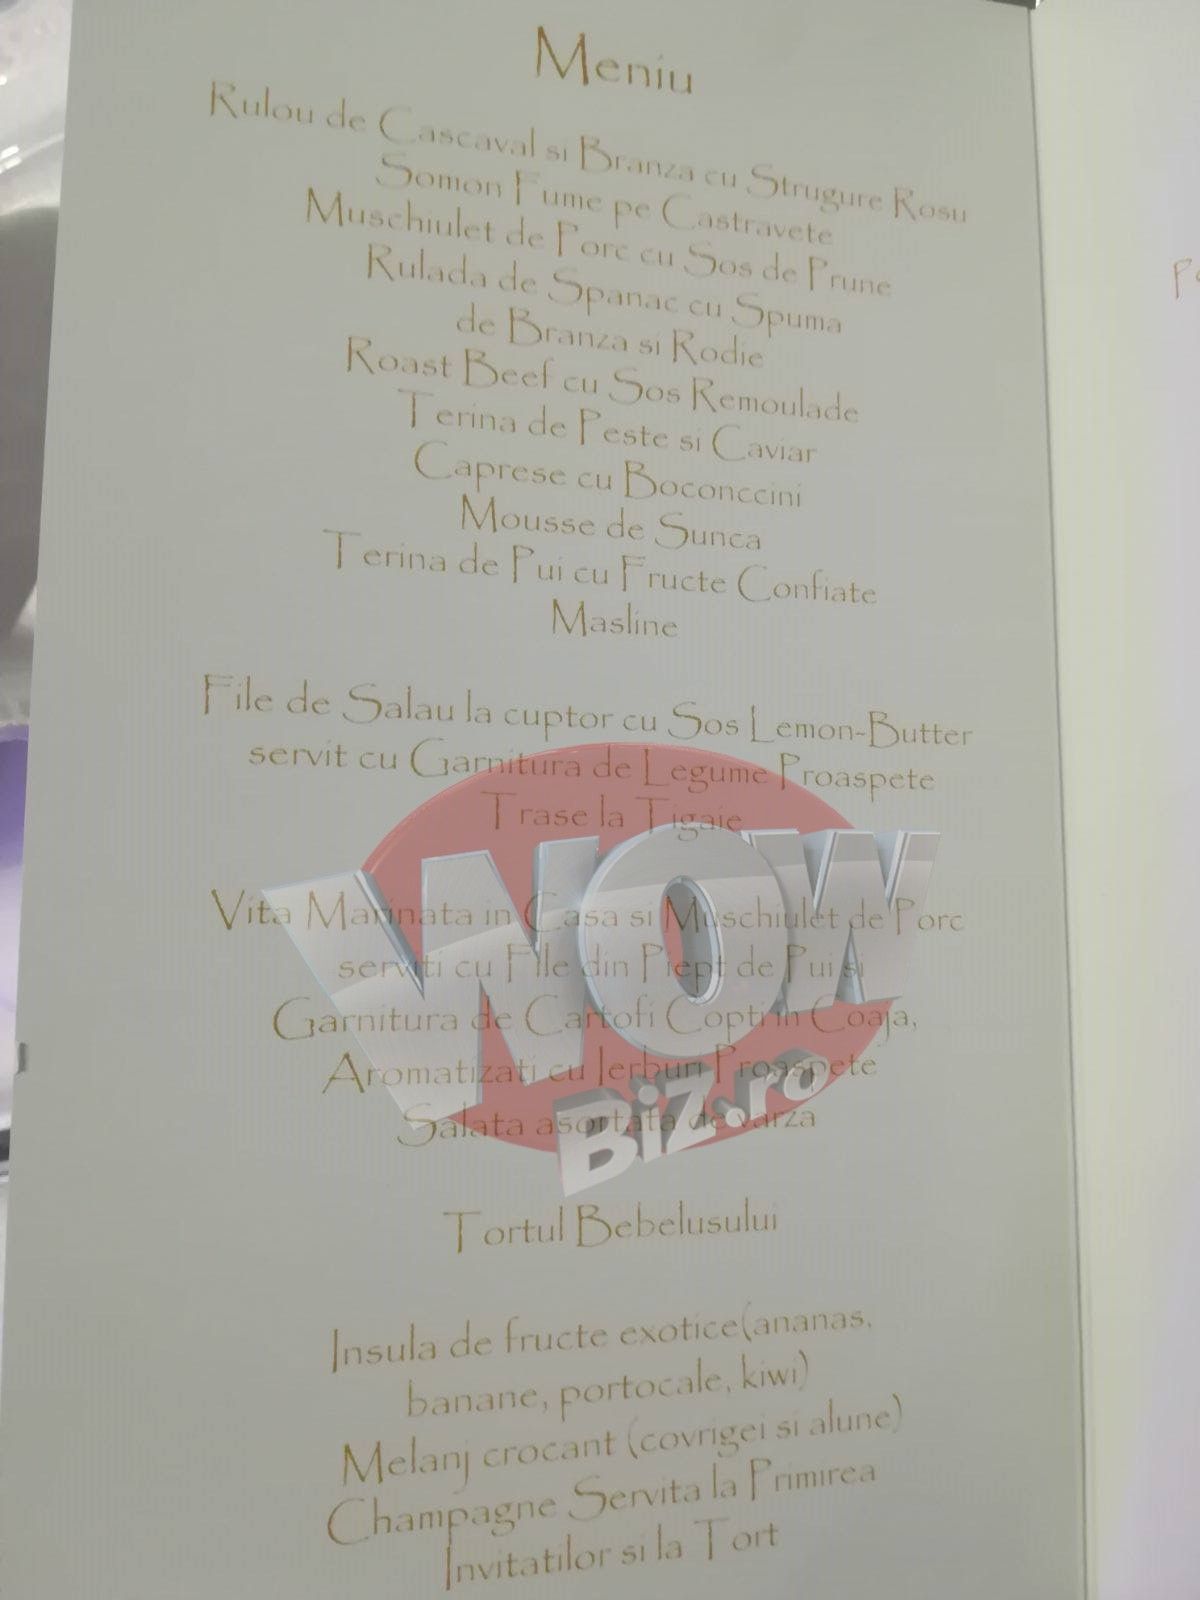 Meniu
Rulou de Cascaval si Branza cu Strugure Rosu
Somon Fume pe Castravete
Muschiulet de Porc cu Sos de Prune
Rulada de Spanac cu Spuma
de Branza si Rodie
Roast Beef cu Sos Remoulade
Terina de Peste si Caviar
Caprese cu Boconccini
Mousse de Sunca
Terina de Pui cu Fructe Confiate
Masline
File de Salau la cuptor cu Sos Lemon-Butter
servit cu Garnitura de Legume Proaspete
Trase la Tigaie
Vita Marinata in Casa si Muschiulet de Porc
serviti cu File din Piept de Pui si
Garnitura de Cartofi Copti in Coaja,
Aromatizati cu Ierburi Proaspete
Salata asortata de varza
WOW
BiZ.ro
Tortul Bebelusului
Insula de fructe exotice(ananas,
banane, portocale, kiwi)
Melanj crocant (covrigei si alune)
Champagne Servita la Primirea
Invitatilor si la Tort